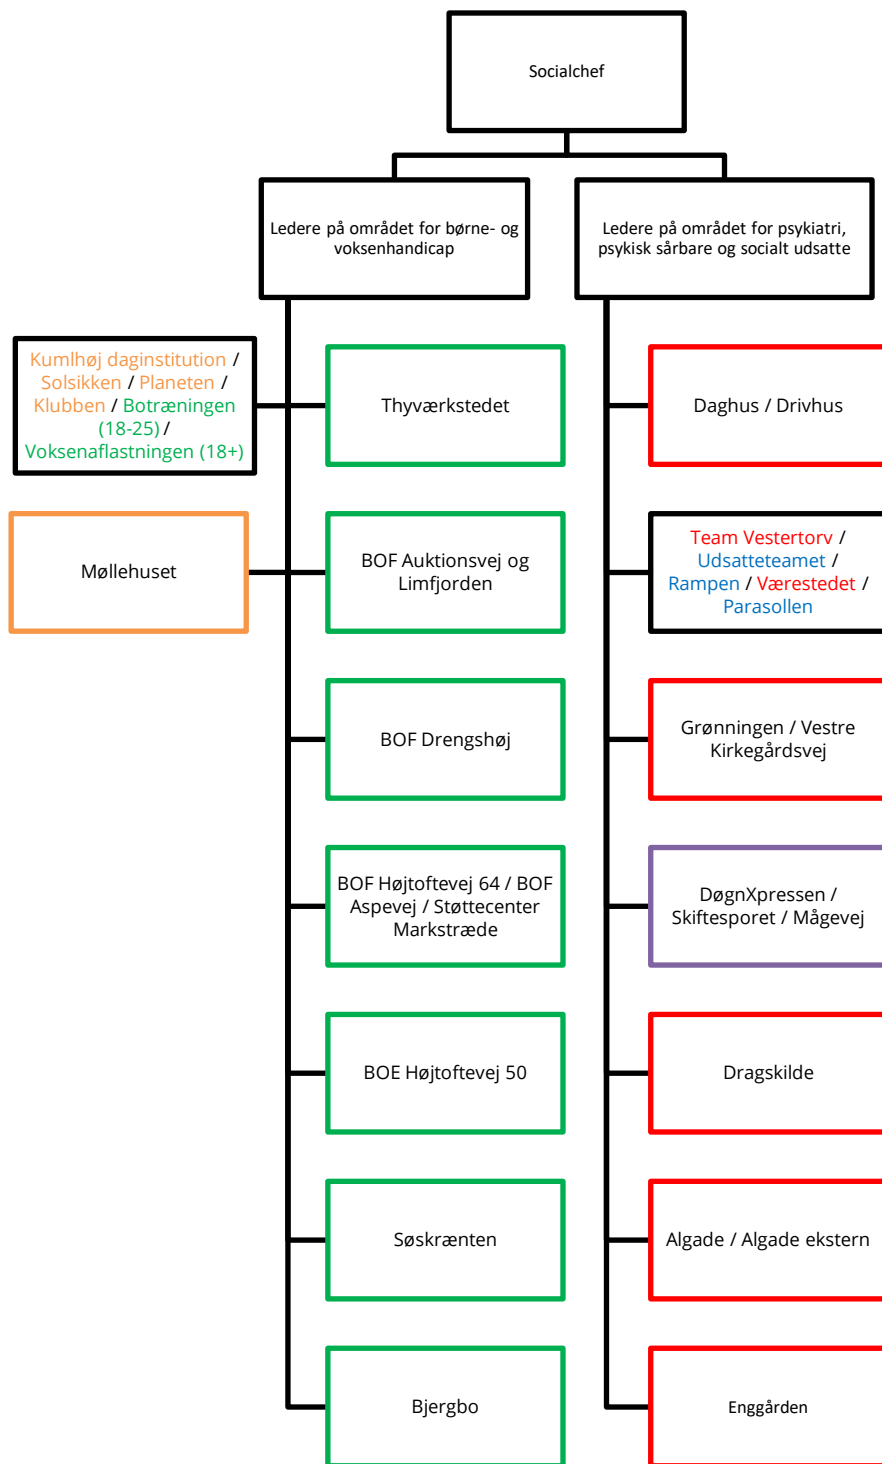 Socialchef
Ledere på området for børne- og
voksenhandicap
Ledere på området for psykiatri,
psykisk sårbare og socialt udsatte
Kumlhøj daginstitution /
Solsikken / Planeten /
Klubben / Botræningen
(18-25) /
Voksenaflastningen (18+)
Thyværkstedet
Daghus / Drivhus
Møllehuset
BOF Auktionsvej og
Limfjorden
Team Vestertorv /
Udsatteteamet /
Rampen / Værestedet /
Parasollen
BOF Drengshøj
Grønningen / Vestre
Kirkegårdsvej
BOF Højtoftevej 64 / BOF
Aspevej / Støttecenter
Markstræde
DøgnXpressen /
Skiftesporet / Mågevej
BOE Højtoftevej 50
Dragskilde
Søskrænten
Algade / Algade ekstern
Bjergbo
Enggården